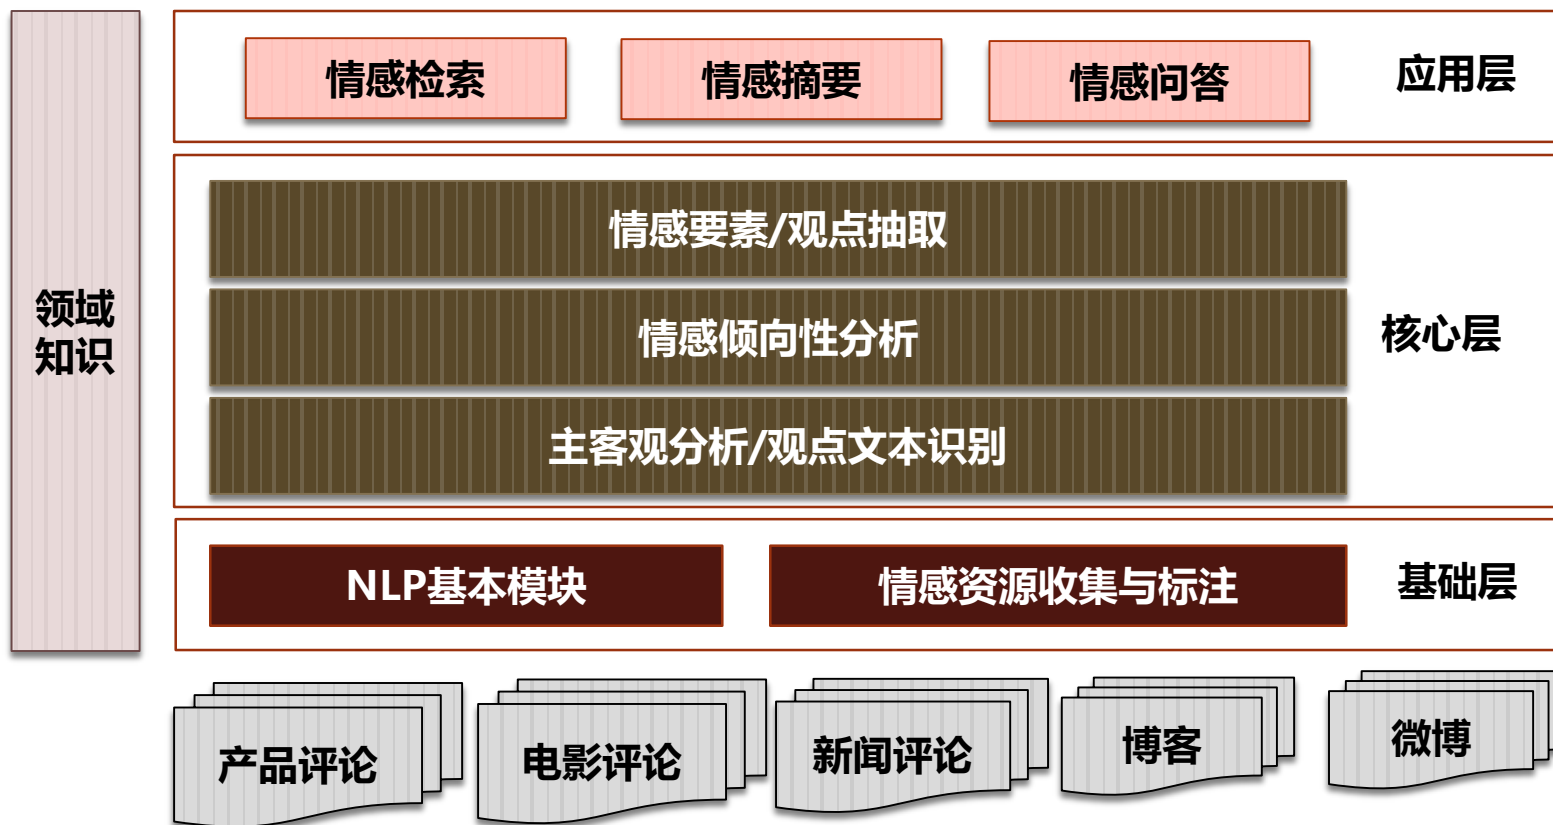 领域
知识
情感检索
情感摘要
情感问答
应用层
情感要素/观点抽取
情感倾向性分析
主客观分析/观点文本识别
核心层
NLP基本模块
情感资源收集与标注
基础层
产品评论
电影评论
新闻评论
博客
微博